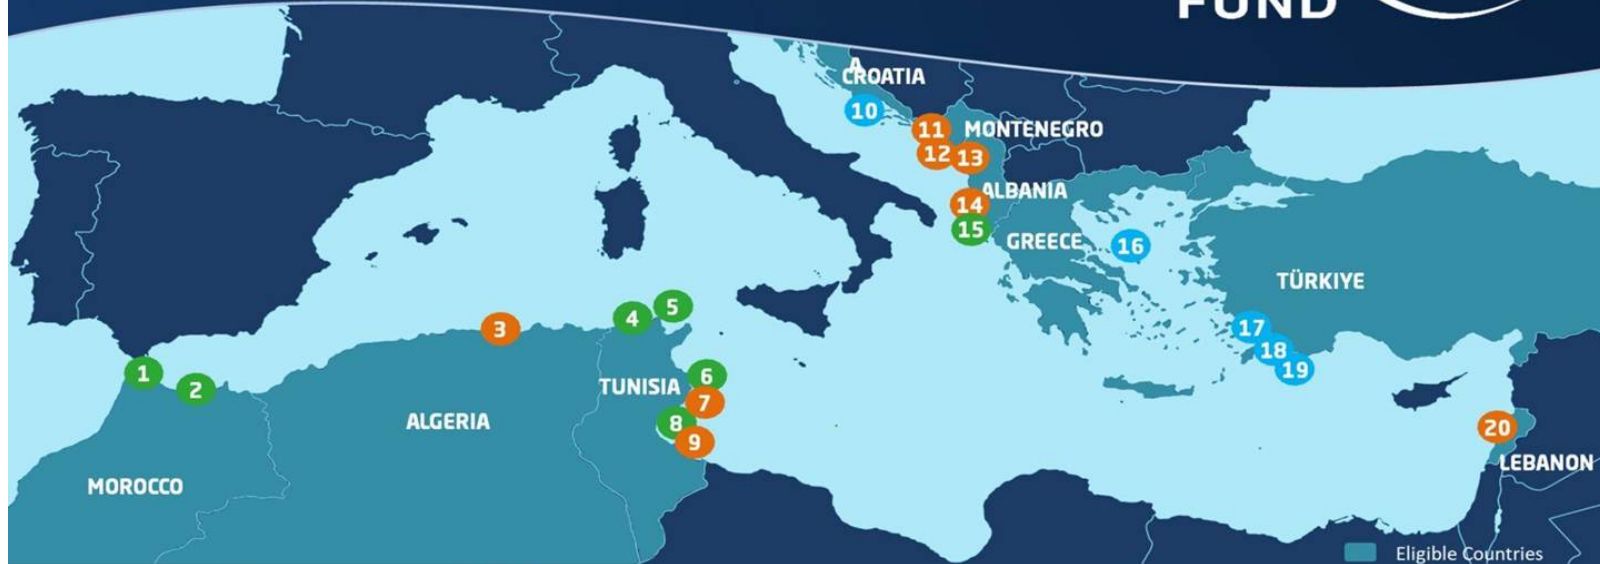 FUND
A
CROATIA
10
11
MONTENEGRO
12
13
ALBANIA
14
15
GREECE
16
TÜRKIYE
5
4
3
17
18
19
1
2
6
TUNISIA
7
8
9
ALGERIA
20
LEBANON
MOROCCO
Eligible Countries